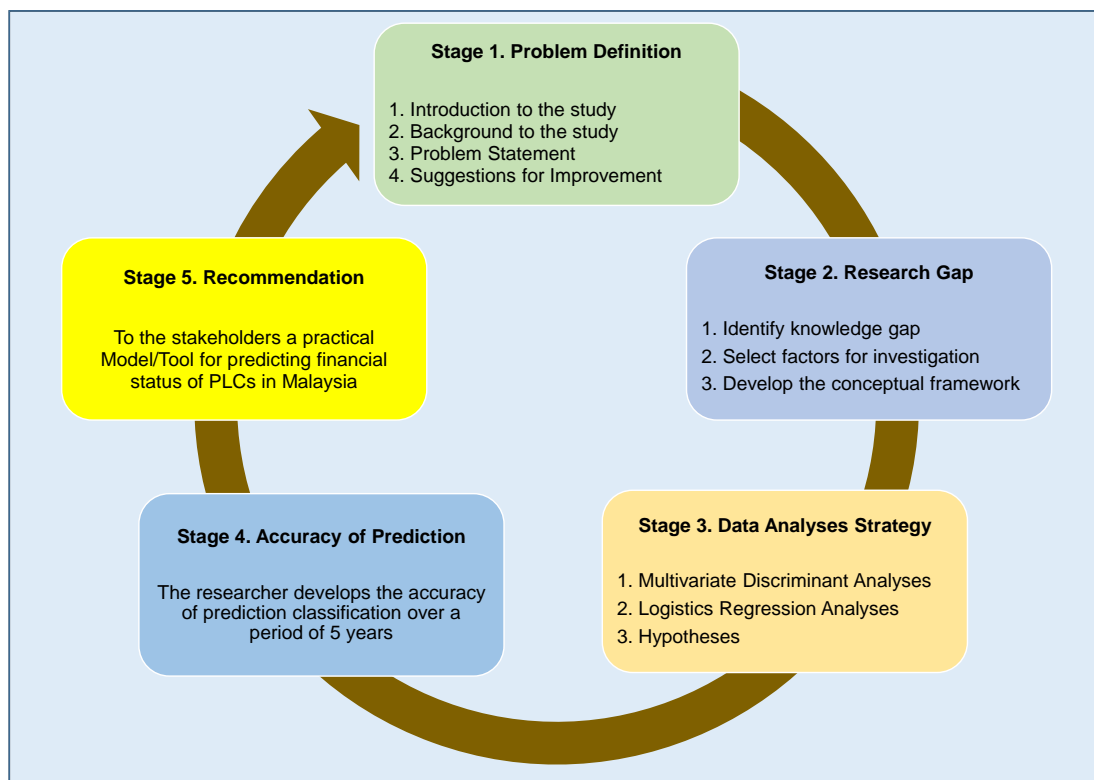 Stage 1. Problem Definition
1. Introduction to the study
2. Background to the study
3. Problem Statement
4. Suggestions for Improvement
Stage 2. Research Gap
1. Identify knowledge gap
2. Select factors for investigation
3. Develop the conceptual framework
Stage 3. Data Analyses Strategy
1. Multivariate Discriminant Analyses
2. Logistics Regression Analyses
3. Hypotheses
Stage 4. Accuracy of Prediction
The researcher develops the accuracy
of prediction classification over a
period of 5 years
Stage 5. Recommendation
To the stakeholders a practical
Model/Tool for predicting financial
status of PLCs in Malaysia